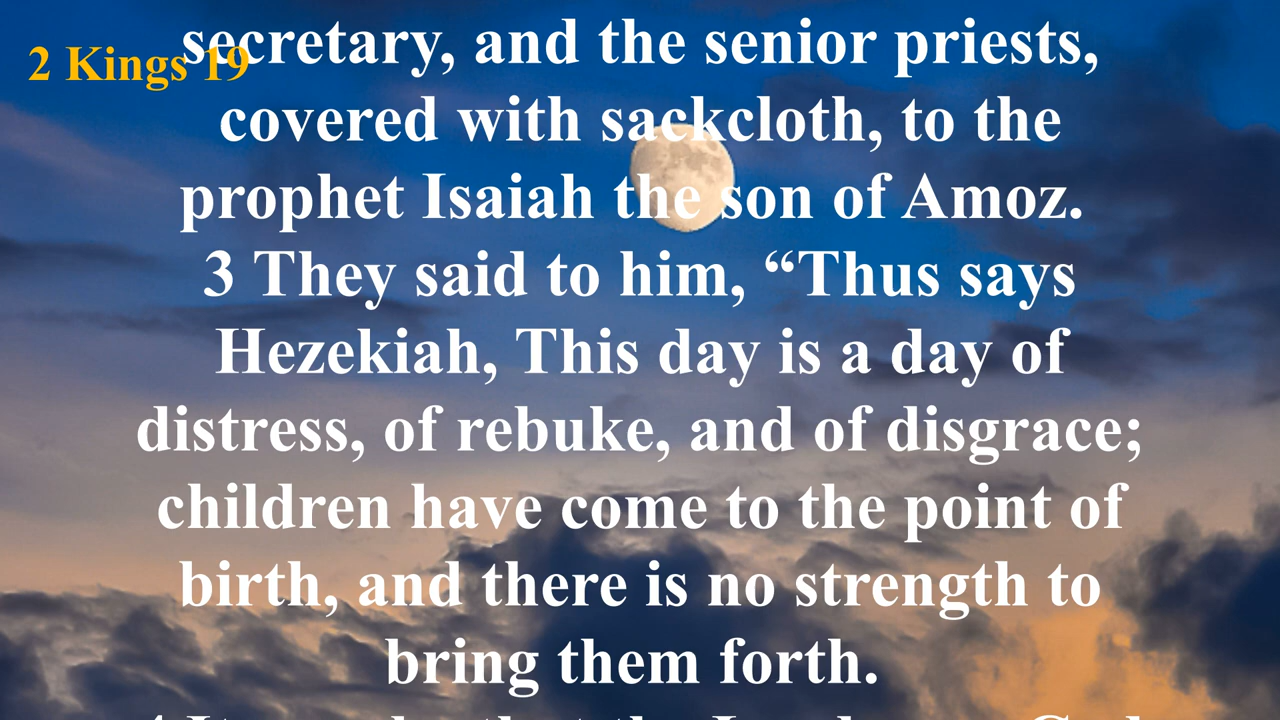 2 Kings 19
secretary, and the senior priests,
covered with sackcloth, to the
prophet Isaiah the son of Amoz.
3 They said to him, “Thus says
Hezekiah, This day is a day of
distress, of rebuke, and of disgrace;
children have come to the point of
birth, and there is no strength to
bring them forth.